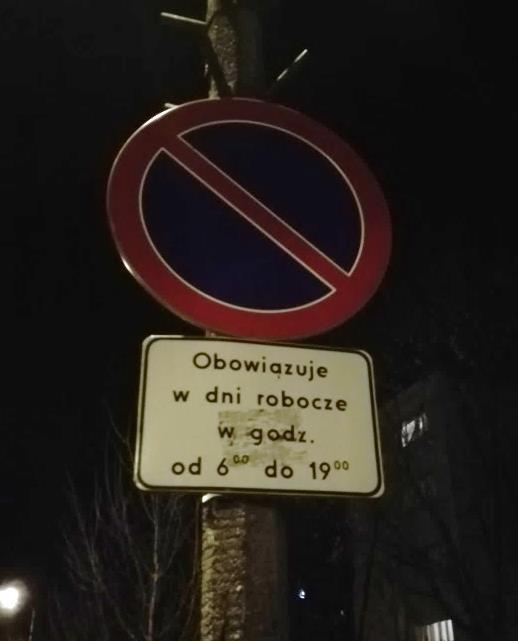 Obowiązuje
w dni robocze
w godz.
od 6⁰⁰ do 19⁰⁰